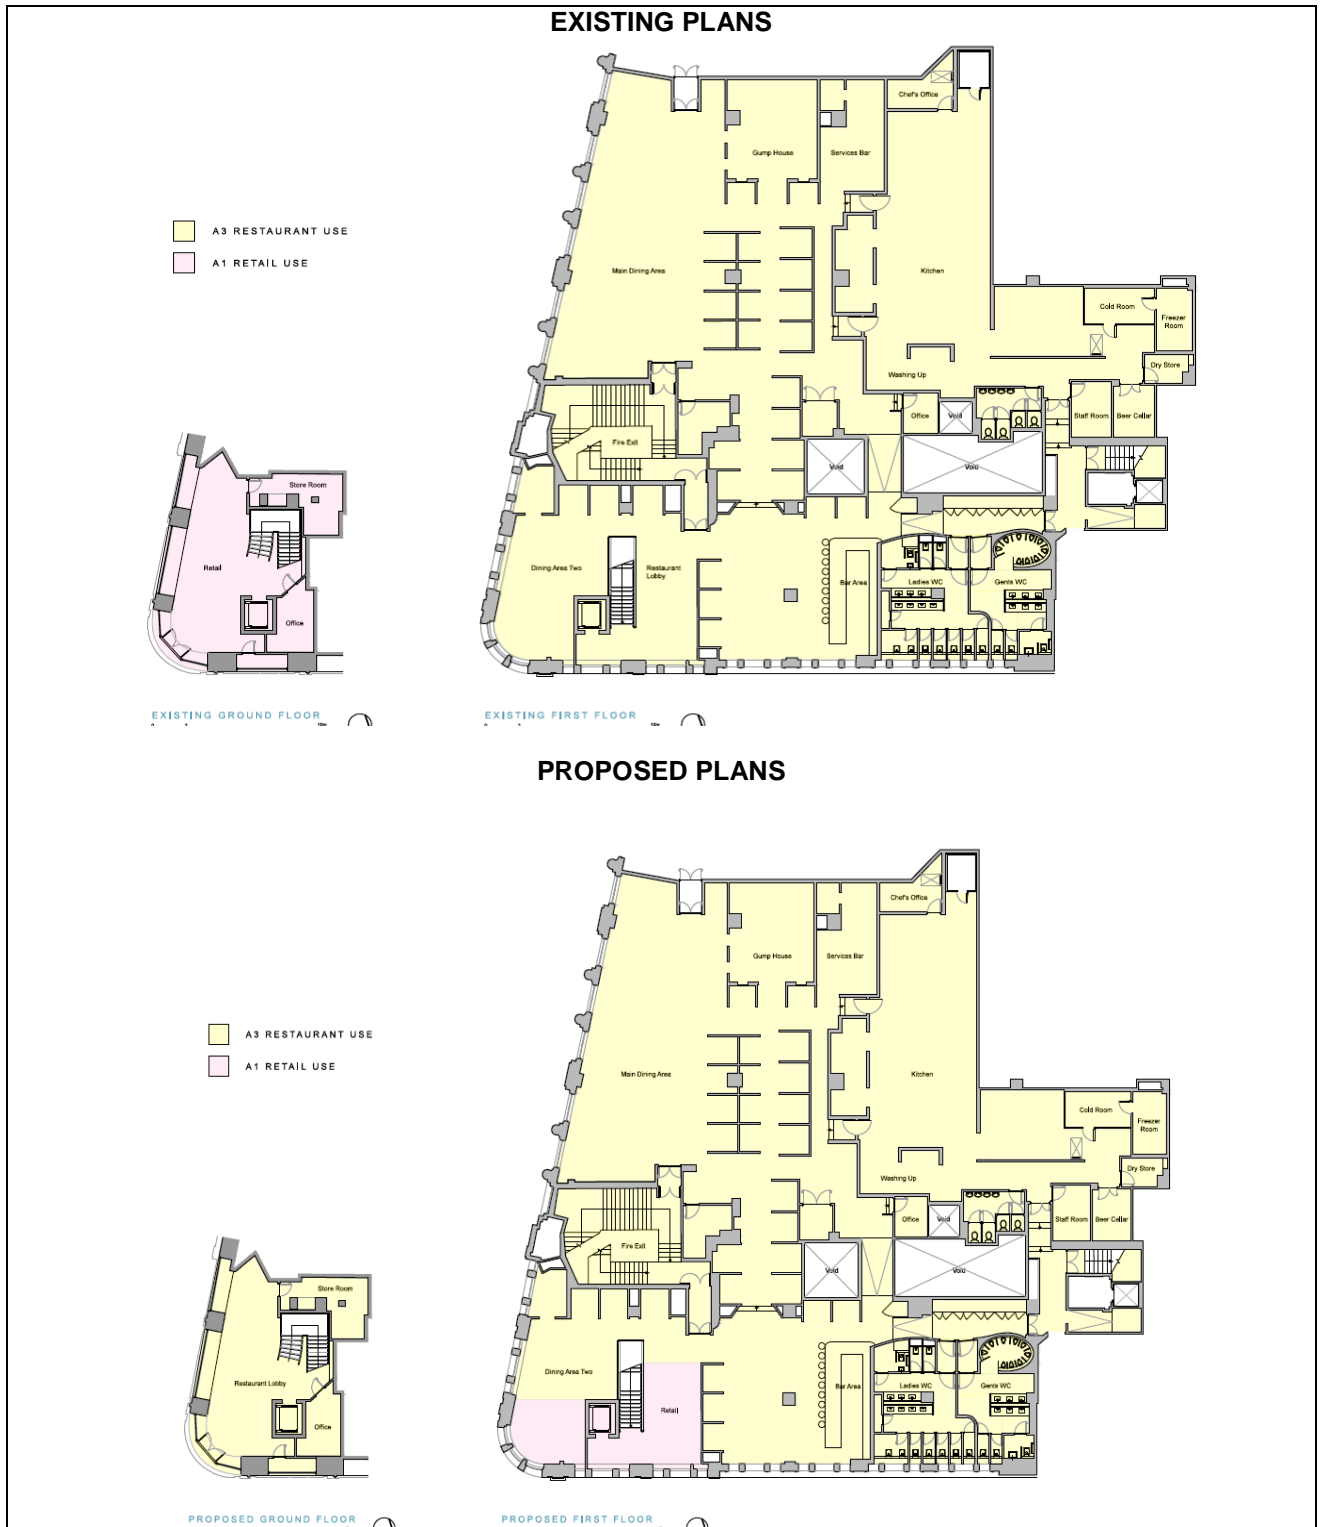 EXISTING PLANS
Chef's Office
Gump House
Services Bar
A3 RESTAURANT USE
A1 RETAIL USE
Main Dining Area
Kitchen
Cold Room
Freezer
Room
Dry Store
Washing Up
Office
Void
Staff Room
Beer Cellar
Fire Exit
Void
Void
Store Room
Retail
Office
Dining Area Two
Restaurant
Lobby
Bar Area
Ladies WC
Gents WC
EXISTING GROUND FLOOR
EXISTING FIRST FLOOR
PROPOSED PLANS
Chef's Office
Gump House
Services Bar
A3 RESTAURANT USE
A1 RETAIL USE
Main Dining Area
Kitchen
Cold Room
Freezer
Room
Dry Store
Washing Up
Office
Void
Staff Room
Beer Cellar
Fire Exit
Void
Void
Store Room
Restaurant Lobby
Office
Dining Area Two
Retail
Bar Area
Ladies WC
Gents WC
PROPOSED GROUND FLOOR
PROPOSED FIRST FLOOR